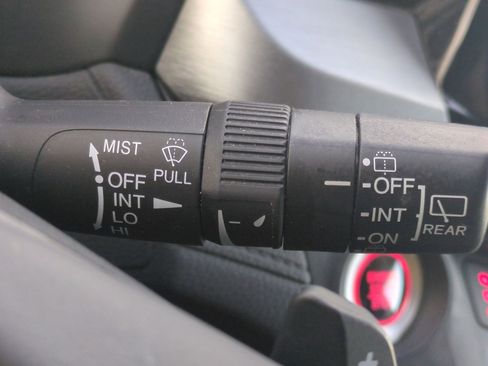 MIST
PULL
OFF
INT
LO
HI
OFF
INT
ON
REAR